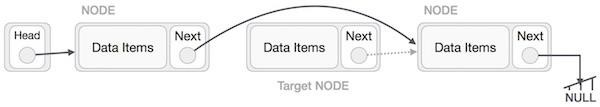 NODE
NODE
Head
Data Items
Next
Data Items
Next
Data Items
Next
Target NODE
NULL